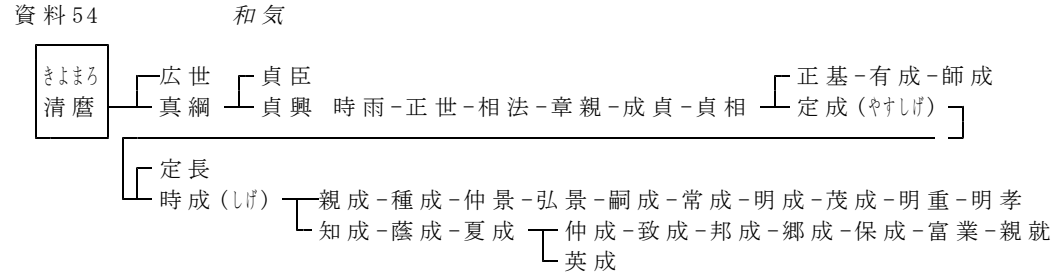 資料54 和気
きよまろ 広世 貞臣 正基-有成-師成
清麿 真綱 貞興 時雨-正世-相法-章親-成貞-貞相 定成(やすしげ)
定長
時成(しげ) 親成-種成-仲景-弘景-嗣成-常成-明成-茂成-明重-明孝
知成-蔭成-夏成 仲成-致成-邦成-郷成-保成-富業-親就
英成